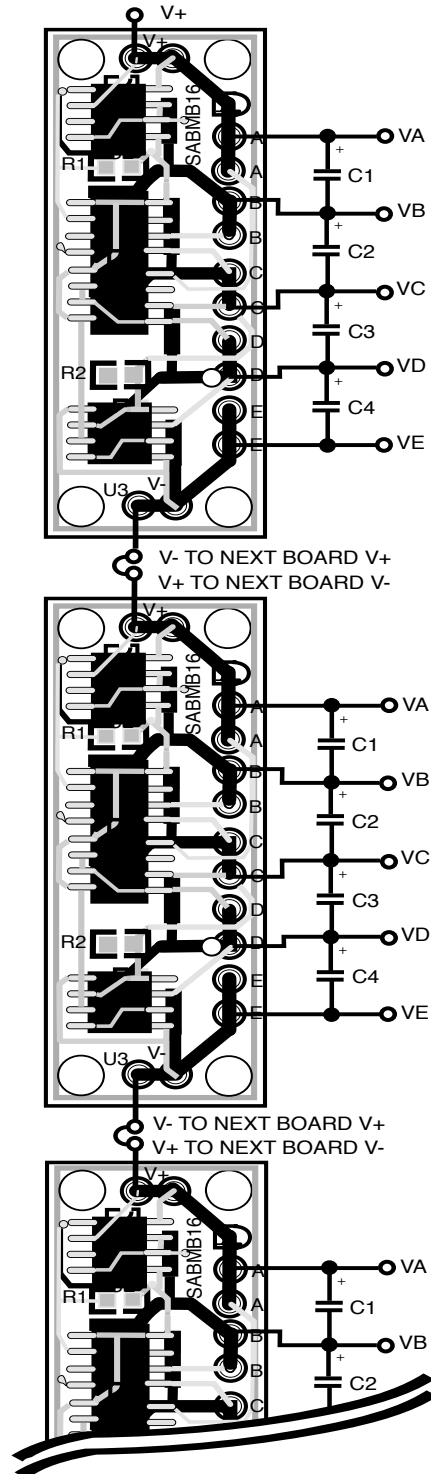 V+
V+
SABMB16
A
VA
+
C1
R1
A
B
VB
+
B
C2
C
VC
+
C
C3
D
R2
D
VD
+
C4
E
E
VE
U3
V-
V- TO NEXT BOARD V+
V+ TO NEXT BOARD V-
V+
SABMB16
A
VA
+
C1
R1
A
B
VB
+
B
C2
C
VC
+
C
C3
D
R2
D
VD
+
C4
E
E
VE
U3
V-
V- TO NEXT BOARD V+
V+ TO NEXT BOARD V-
V+
SABMB16
A
VA
+
C1
R1
A
B
VB
+
B
C2
C